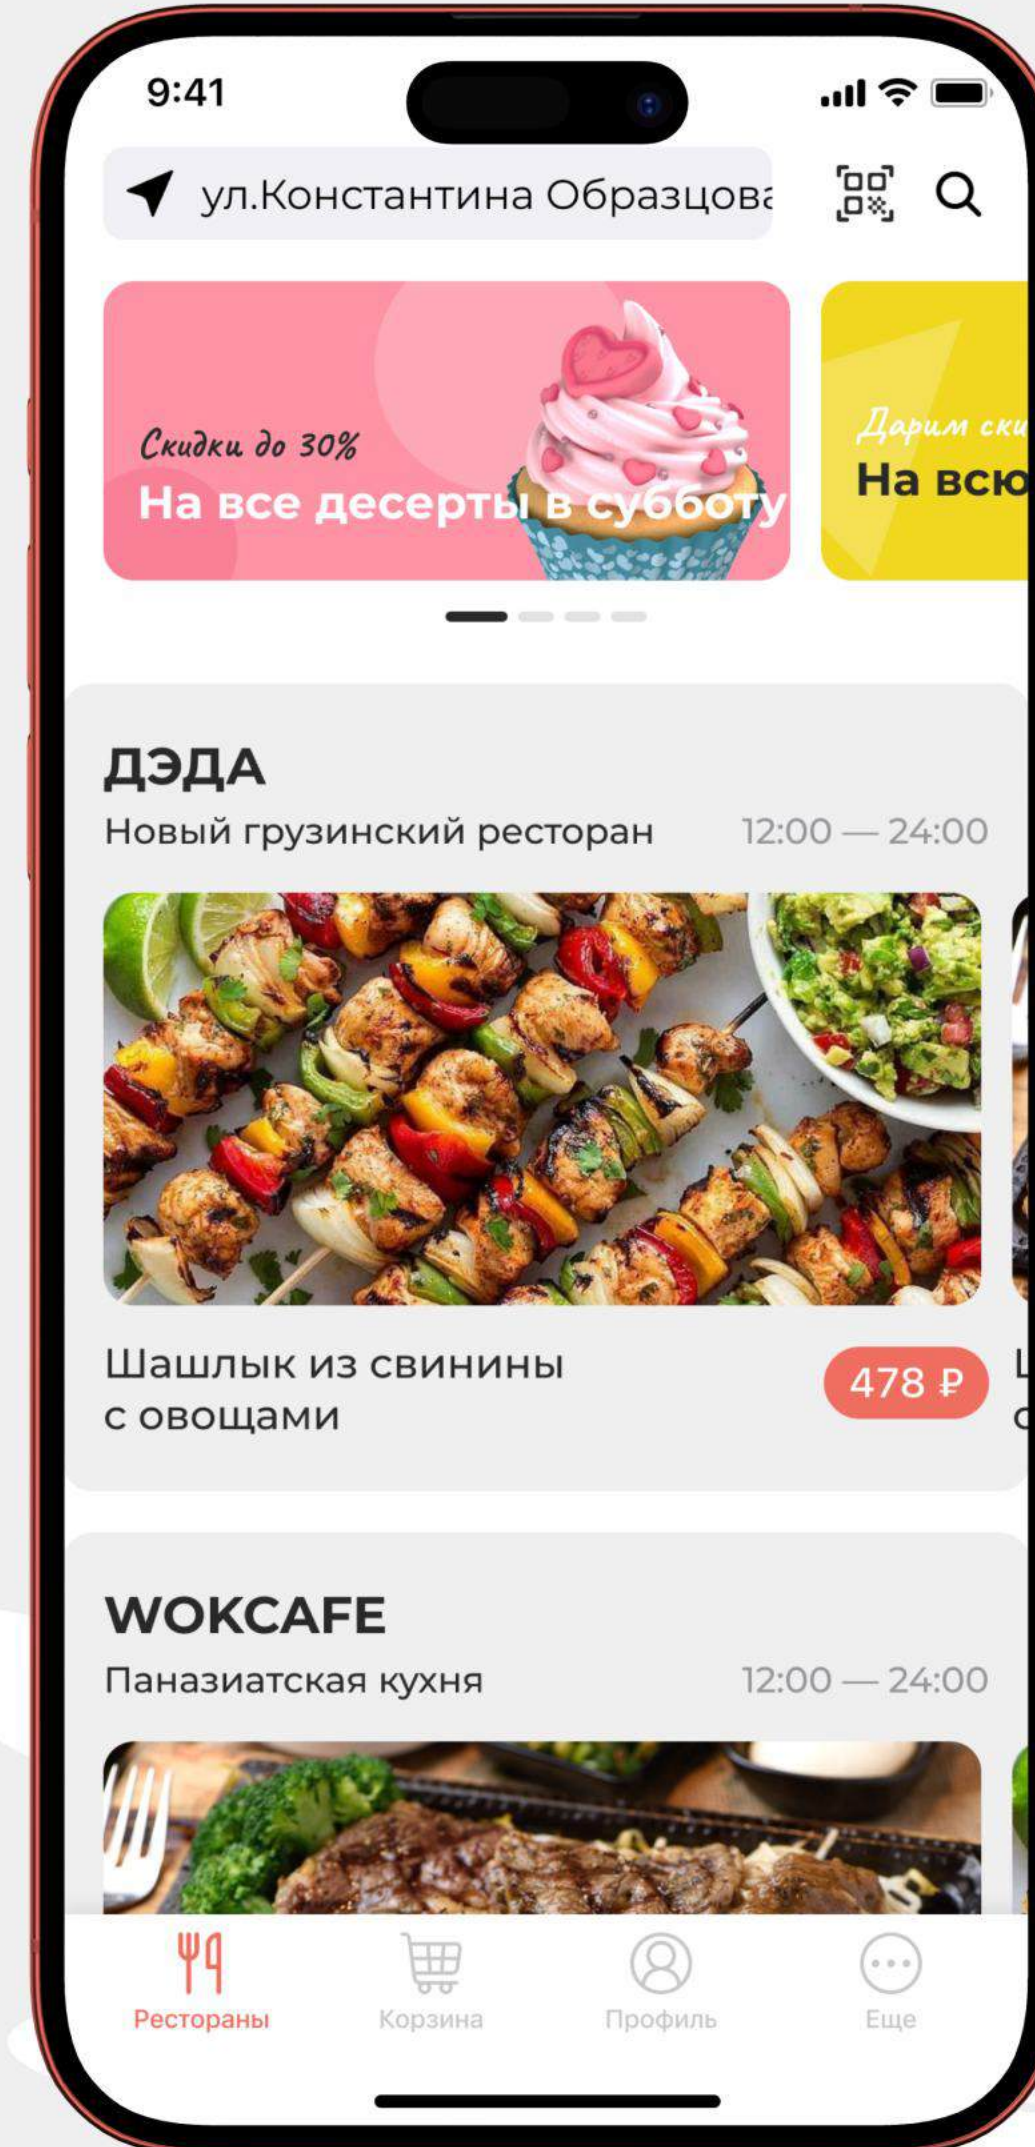 9:41
ул.Константина Образцова
Скидки до 30%
На все десерты в субботу
Дарим ски
На всю
ДЭДА
Новый грузинский ресторан
12:00 — 24:00
Шашлык из свинины
с овощами
478 ₽
WOKCAFE
Паназиатская кухня
12:00 — 24:00
Рестораны
Корзина
Профиль
Еще